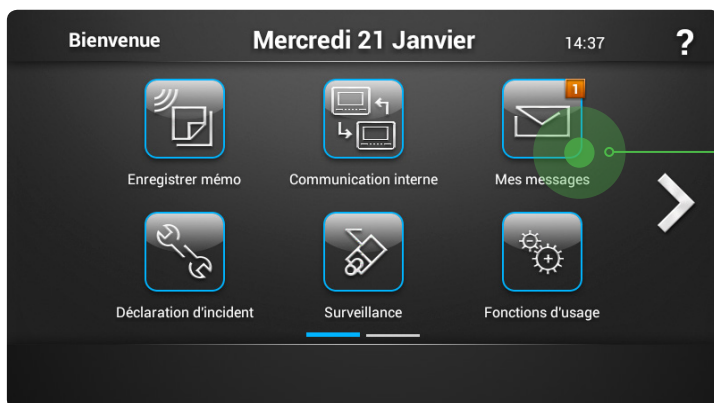 Bienvenue Mercredi 21 Janvier 14:37 ?
1
Enregistrer mémo Communication interne Mes messages
Déclaration d'incident Surveillance Fonctions d'usage